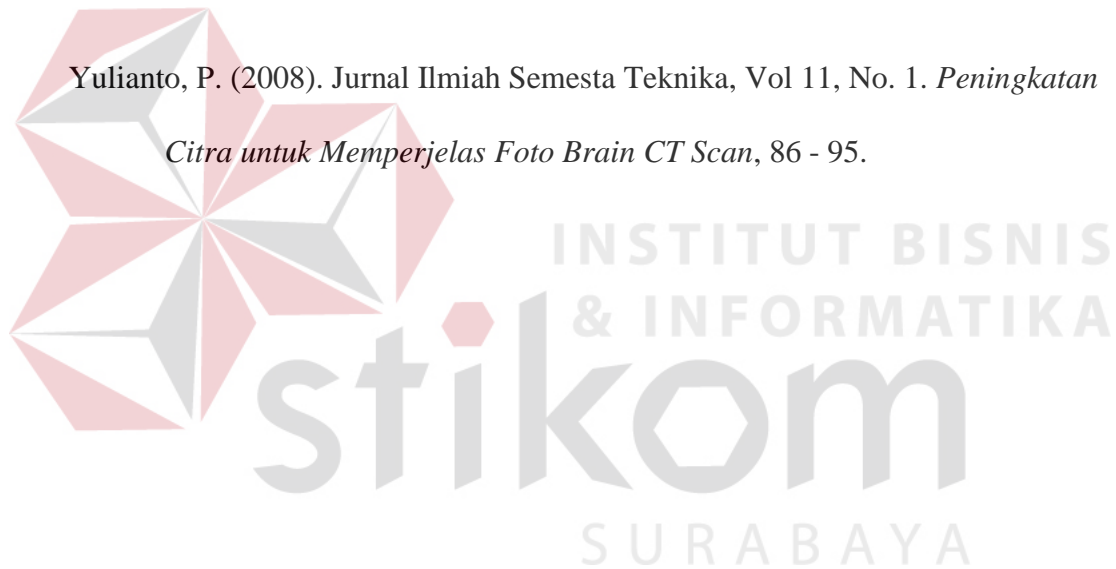 Yulianto, P. (2008). Jurnal Ilmiah Semesta Teknika, Vol 11, No. 1. Peningkatan
Citra untuk Memperjelas Foto Brain CT Scan, 86 - 95.
INSTITUT BISNIS
& INFORMATIKA
stikom
SURABAYA